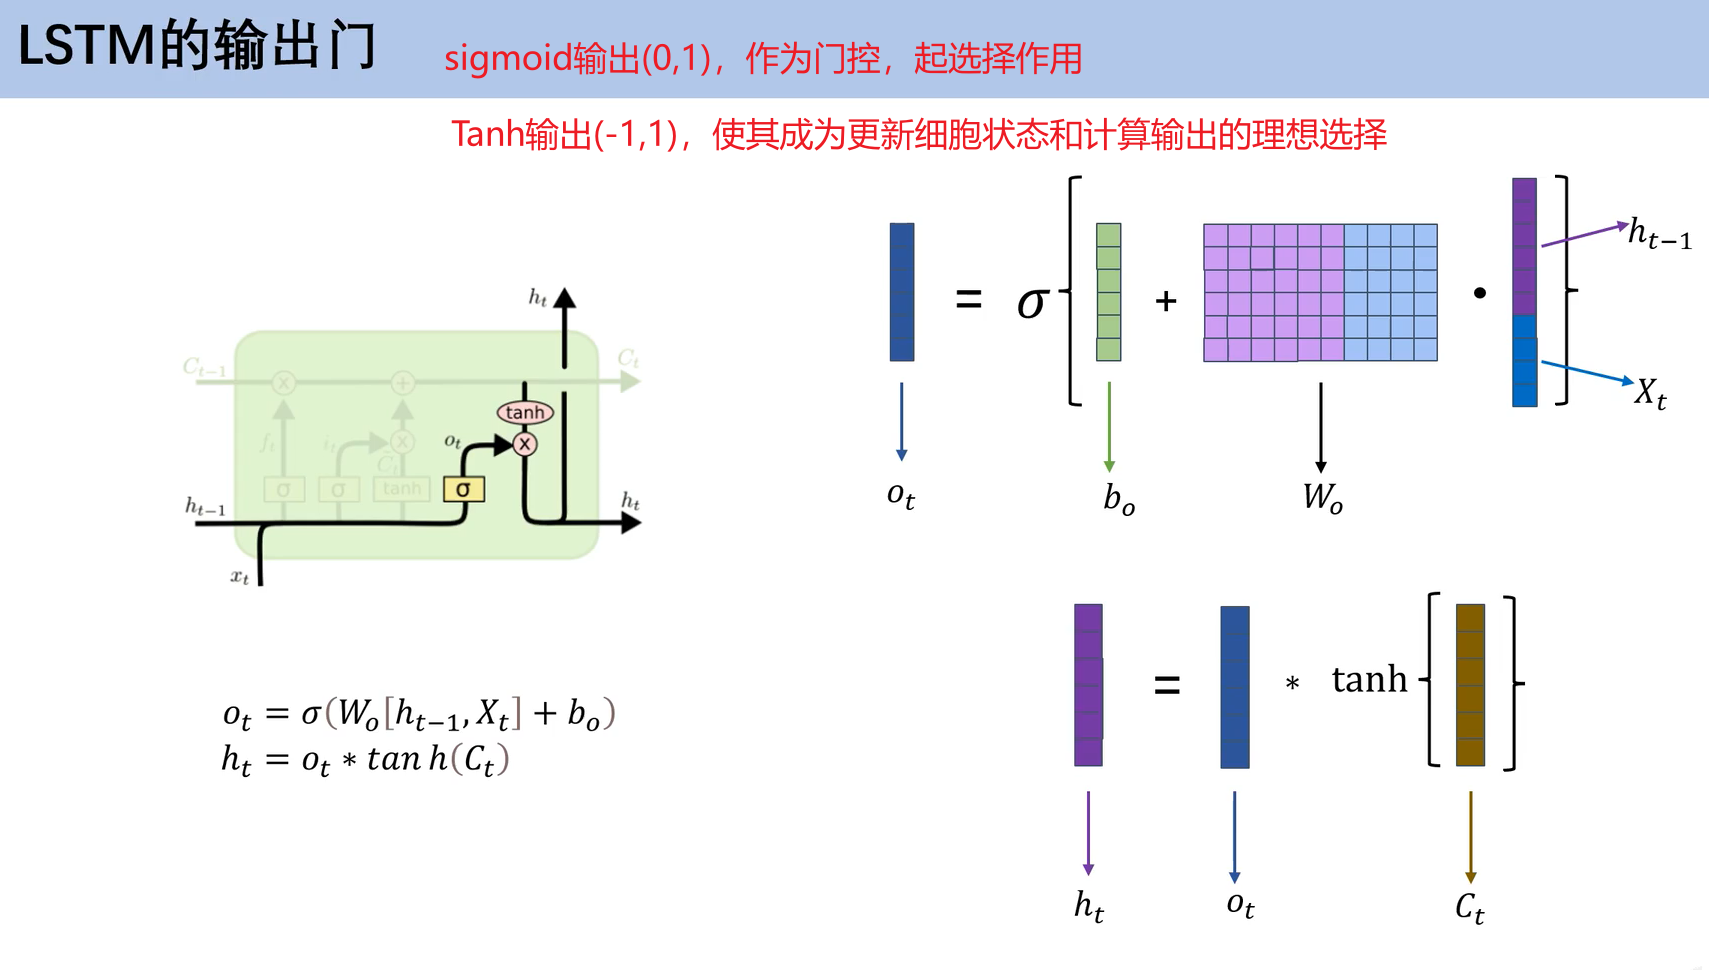 LSTM的输出门
sigmoid输出(0,1)，作为门控，起选择作用
Tanh输出(-1,1)，使其成为更新细胞状态和计算输出的理想选择
h_t
C_{t-1}
C_t
x
+
tanh
f_t
i_t
x
o_t
x
C̃_t
σ
σ
tanh
σ
h_{t-1}
h_t
x_t
o_t = σ(W_o[h_{t-1}, X_t] + b_o)
h_t = o_t ∗ tan h(C_t)
= σ { + • }
h_{t-1}
X_t
o_t
b_o
W_o
= ∗ tanh { }
h_t
o_t
C_t